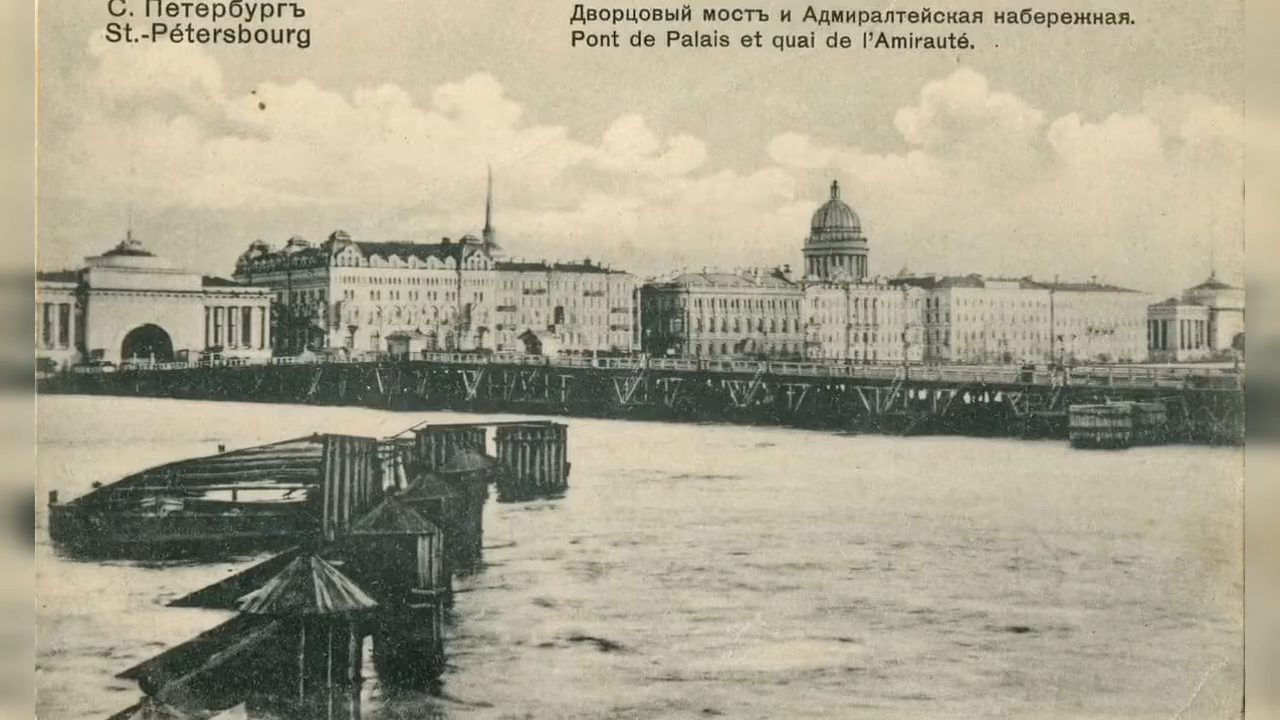 С. Петербургъ
St.-Pétersbourg
Дворцовый мостъ и Адмиралтейская набережная.
Pont de Palais et quai de l'Amirauté.